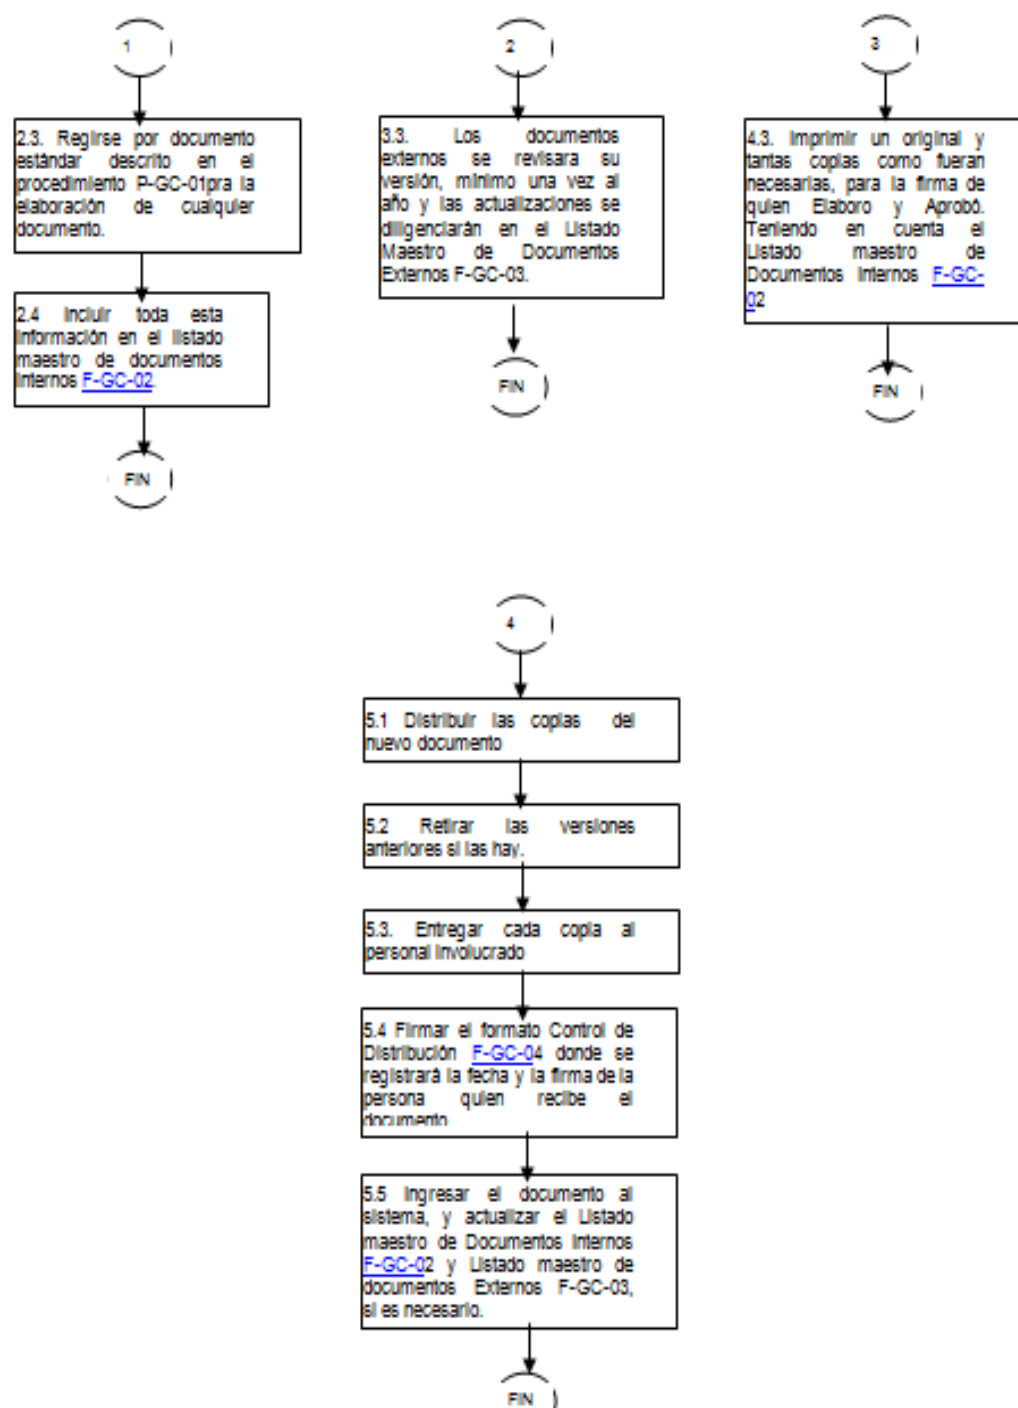 1
2.3. Regirse por documento
estándar descrito en el
procedimiento P-GC-01pra la
elaboración de cualquier
documento.
2.4 Incluir toda esta
información en el listado
maestro de documentos
internos F-GC-02.
FIN
2
3.3. Los documentos
externos se revisara su
versión, mínimo una vez al
año y las actualizaciones se
diligenciarán en el Listado
Maestro de Documentos
Externos F-GC-03.
FIN
3
4.3. Imprimir un original y
tantas copias como fueran
necesarias, para la firma de
quien Elaboro y Aprobó.
Teniendo en cuenta el
Listado maestro de
Documentos Internos F-GC-
02
FIN
4
5.1 Distribuir las copias del
nuevo documento
5.2 Retirar las versiones
anteriores si las hay.
5.3. Entregar cada copia al
personal involucrado
5.4 Firmar el formato Control de
Distribución F-GC-04 donde se
registrará la fecha y la firma de la
persona quien recibe el
documento
5.5 Ingresar el documento al
sistema, y actualizar el Listado
maestro de Documentos Internos
F-GC-02 y Listado maestro de
documentos Externos F-GC-03,
si es necesario.
FIN